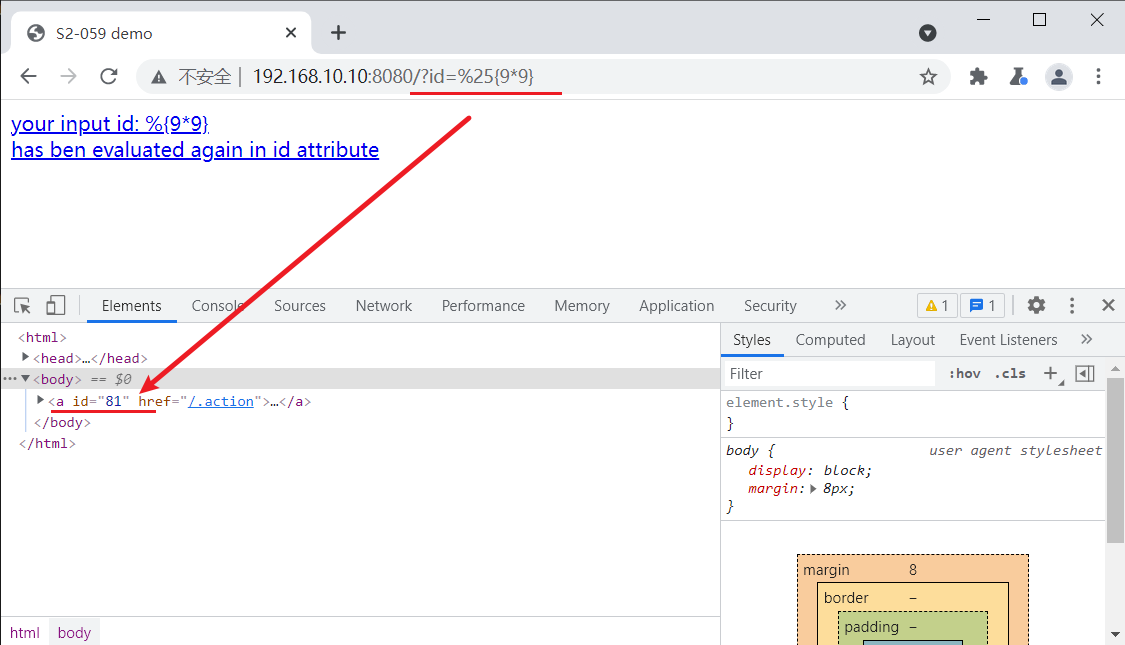 S2-059 demo
不安全 | 192.168.10.10:8080/?id=%25{9*9}
your input id: %{9*9}
has ben evaluated again in id attribute
Elements Console Sources Network Performance Memory Application Security » 1 1
<html>
<head>…</head>
<body> == $0
<a id="81" href="/.action">…</a>
</body>
</html>
Styles Computed Layout Event Listeners »
Filter :hov .cls +
element.style {
}
body { user agent stylesheet
display: block;
margin: 8px;
}
margin 8
border –
padding –
html body